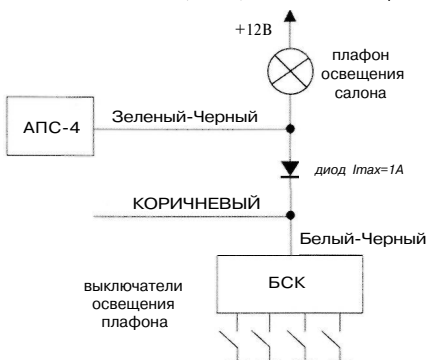 +12В
плафон
освещения
салона
АПС-4
Зеленый-Черный
диод Imax=1A
КОРИЧНЕВЫЙ
Белый-Черный
БСК
выключатели
освещения
плафона